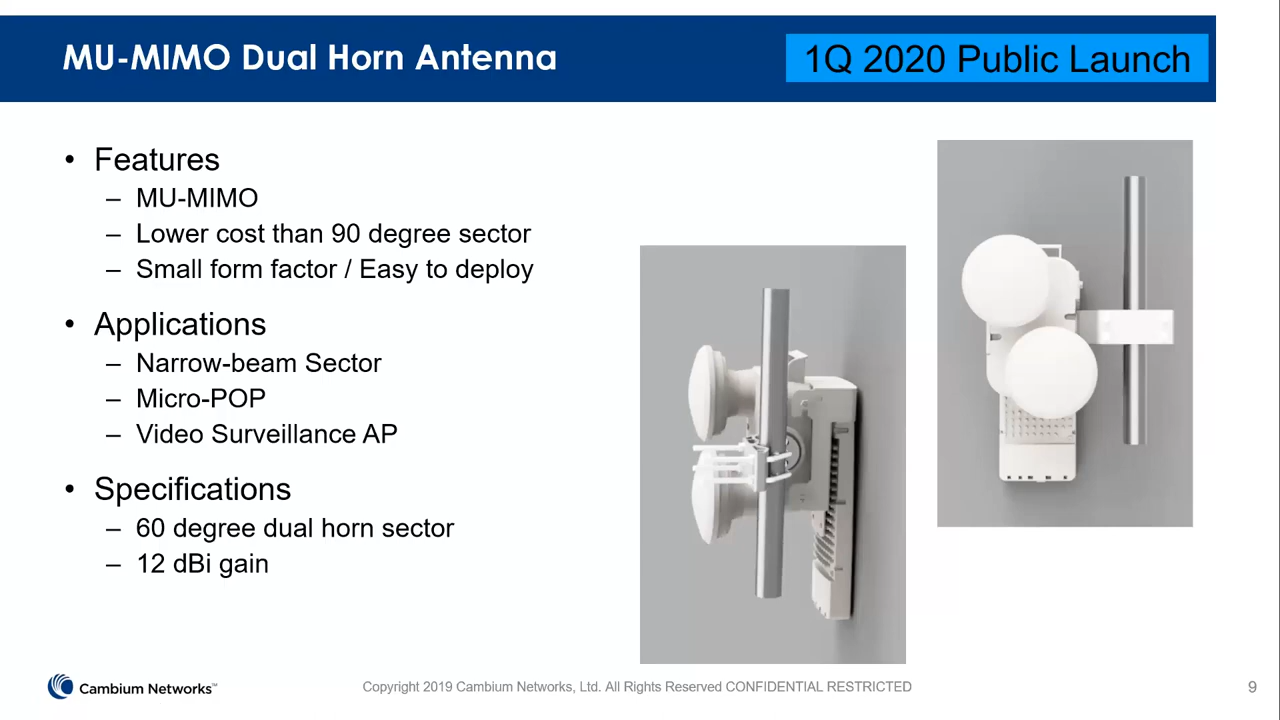 MU-MIMO Dual Horn Antenna
1Q 2020 Public Launch
• Features
– MU-MIMO
– Lower cost than 90 degree sector
– Small form factor / Easy to deploy
• Applications
– Narrow-beam Sector
– Micro-POP
– Video Surveillance AP
• Specifications
– 60 degree dual horn sector
– 12 dBi gain
Cambium Networks™
Copyright 2019 Cambium Networks, Ltd. All Rights Reserved CONFIDENTIAL RESTRICTED
9